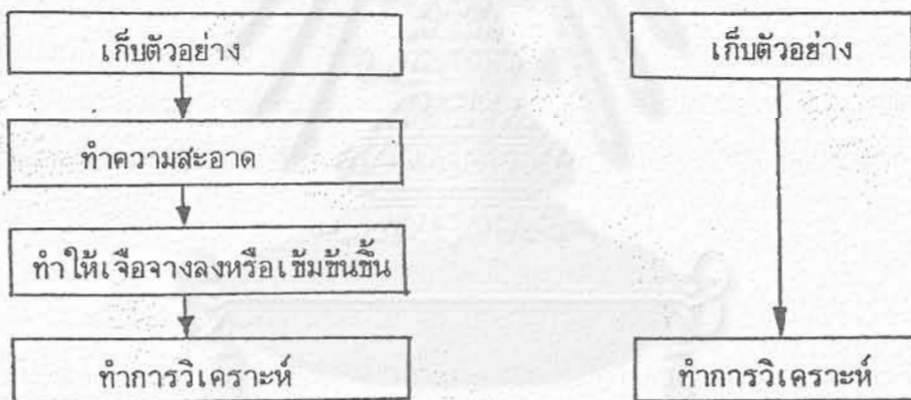 เก็บตัวอย่าง
ทำความสะอาด
ทำให้เจือจางลงหรือเข้มข้นขึ้น
ทำการวิเคราะห์
เก็บตัวอย่าง
ทำการวิเคราะห์